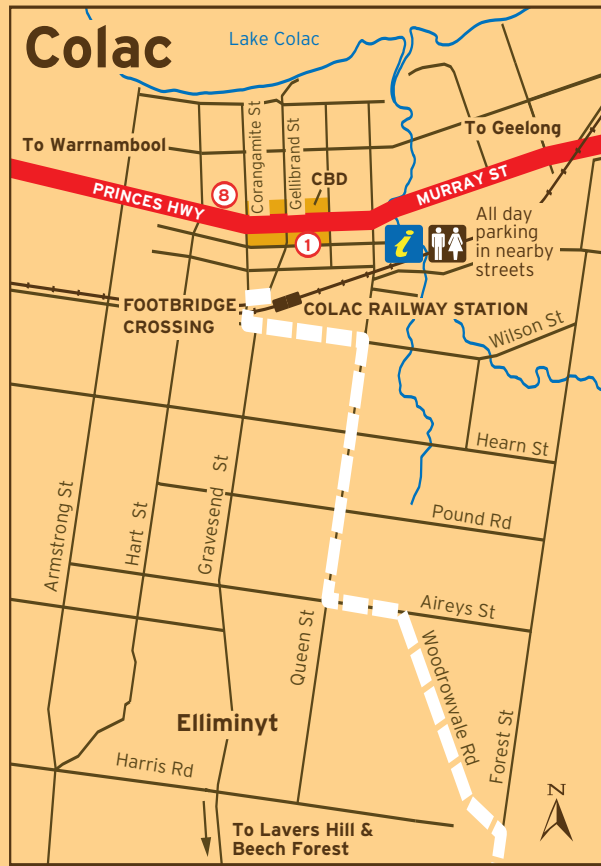 Colac
Lake Colac
To Warrnambool
To Geelong
Corangamite St
Gellibrand St
CBD
8
PRINCES HWY
MURRAY ST
1
i
All day
parking
in nearby
streets
FOOTBRIDGE
CROSSING
COLAC RAILWAY STATION
Wilson St
Hearn St
Pound Rd
Armstrong St
Hart St
Gravesend St
Queen St
Aireys St
Woodrowvale Rd
Forest St
Elliminyt
Harris Rd
N
To Lavers Hill &
Beech Forest